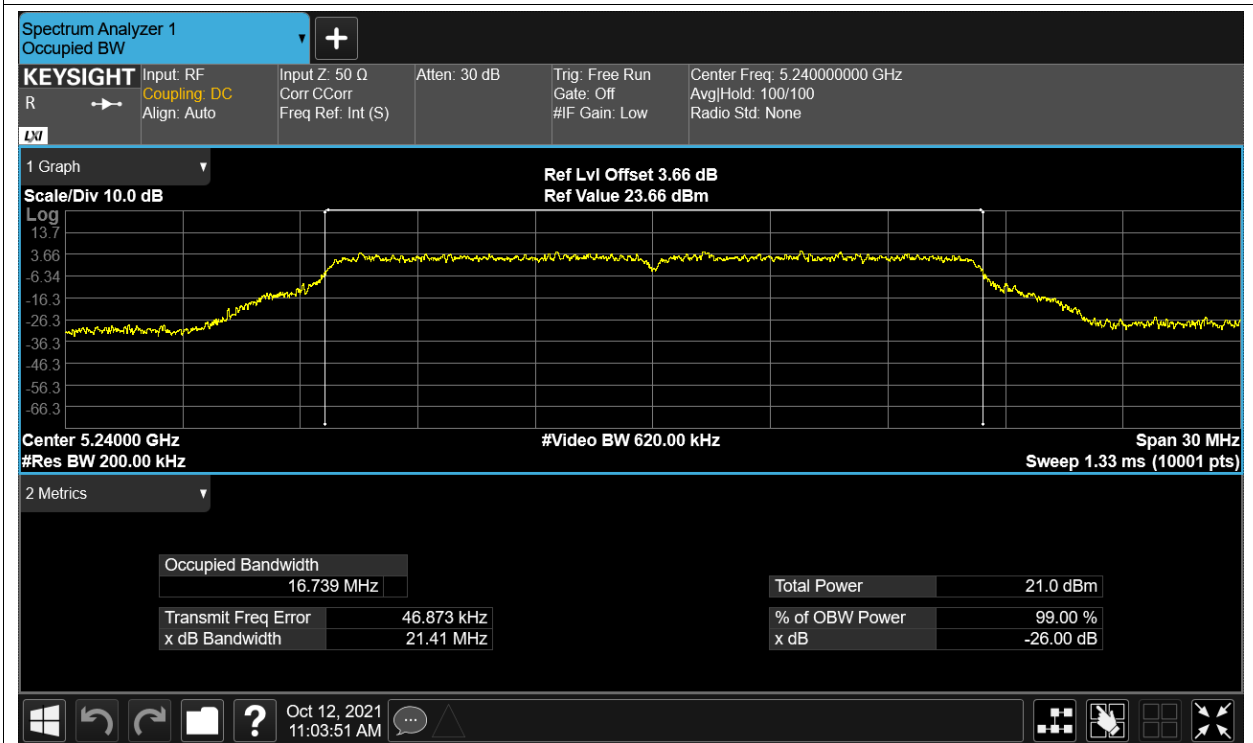 Spectrum Analyzer 1
Occupied BW
KEYSIGHT
R
LXI
Input: RF
Coupling: DC
Align: Auto
Input Z: 50 Ω
Corr CCorr
Freq Ref: Int (S)
Atten: 30 dB
Trig: Free Run
Gate: Off
#IF Gain: Low
Center Freq: 5.240000000 GHz
Avg|Hold: 100/100
Radio Std: None
1 Graph
Scale/Div 10.0 dB
Ref Lvl Offset 3.66 dB
Ref Value 23.66 dBm
Log
13.7
3.66
-6.34
-16.3
-26.3
-36.3
-46.3
-56.3
-66.3
Center 5.24000 GHz
#Video BW 620.00 kHz
Span 30 MHz
#Res BW 200.00 kHz
Sweep 1.33 ms (10001 pts)
2 Metrics
Occupied Bandwidth
16.739 MHz
Transmit Freq Error 46.873 kHz
x dB Bandwidth 21.41 MHz
Total Power 21.0 dBm
% of OBW Power 99.00 %
x dB -26.00 dB
?
Oct 12, 2021
11:03:51 AM